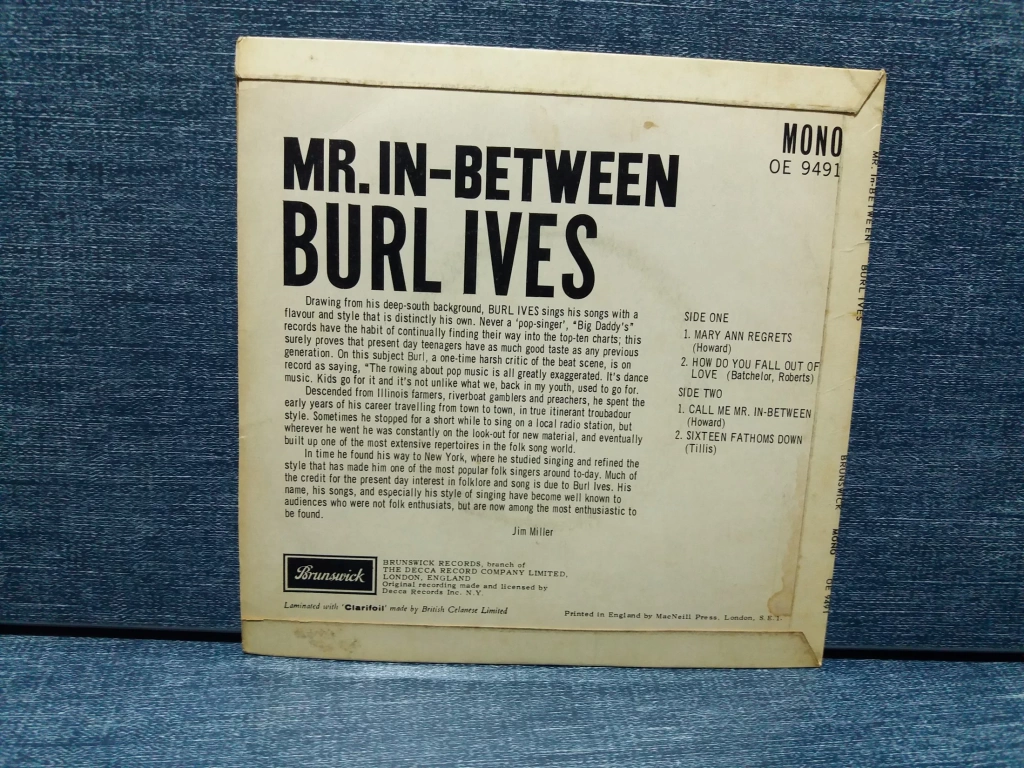 MR. IN-BETWEEN
BURL IVES
MONO
OE 9491
Drawing from his deep-south background, BURL IVES sings his songs with a
flavour and style that is distinctly his own. Never a 'pop-singer', "Big Daddy's"
records have the habit of continually finding their way into the top-ten charts; this
surely proves that present day teenagers have as much good taste as any previous
generation. On this subject Burl, a one-time harsh critic of the beat scene, is on
record as saying, "The rowing about pop music is all greatly exaggerated. It's dance
music. Kids go for it and it's not unlike what we, back in my youth, used to go for.
Descended from Illinois farmers, riverboat gamblers and preachers, he spent the
early years of his career travelling from town to town, in true itinerant troubadour
style. Sometimes he stopped for a short while to sing on a local radio station, but
wherever he went he was constantly on the look-out for new material, and eventually
built up one of the most extensive repertoires in the folk song world.
In time he found his way to New York, where he studied singing and refined the
style that has made him one of the most popular folk singers around to-day. Much of
the credit for the present day interest in folklore and song is due to Burl Ives. His
name, his songs, and especially his style of singing have become well known to
audiences who were not folk enthusiats, but are now among the most enthusiastic to
be found.
Jim Miller
SIDE ONE
1. MARY ANN REGRETS
(Howard)
2. HOW DO YOU FALL OUT OF
LOVE (Batchelor, Roberts)
SIDE TWO
1. CALL ME MR. IN-BETWEEN
(Howard)
2. SIXTEEN FATHOMS DOWN
(Tillis)
Brunswick
BRUNSWICK RECORDS, branch of
THE DECCA RECORD COMPANY LIMITED,
LONDON, ENGLAND
Original recording made and licensed by
Decca Records Inc. N.Y.
Laminated with 'Clarifoil' made by British Celanese Limited
Printed in England by MacNeill Press, London, S.E.1.
MR. In-BETWEEN BURL IVES BRUNSWICK MONO OE 9491